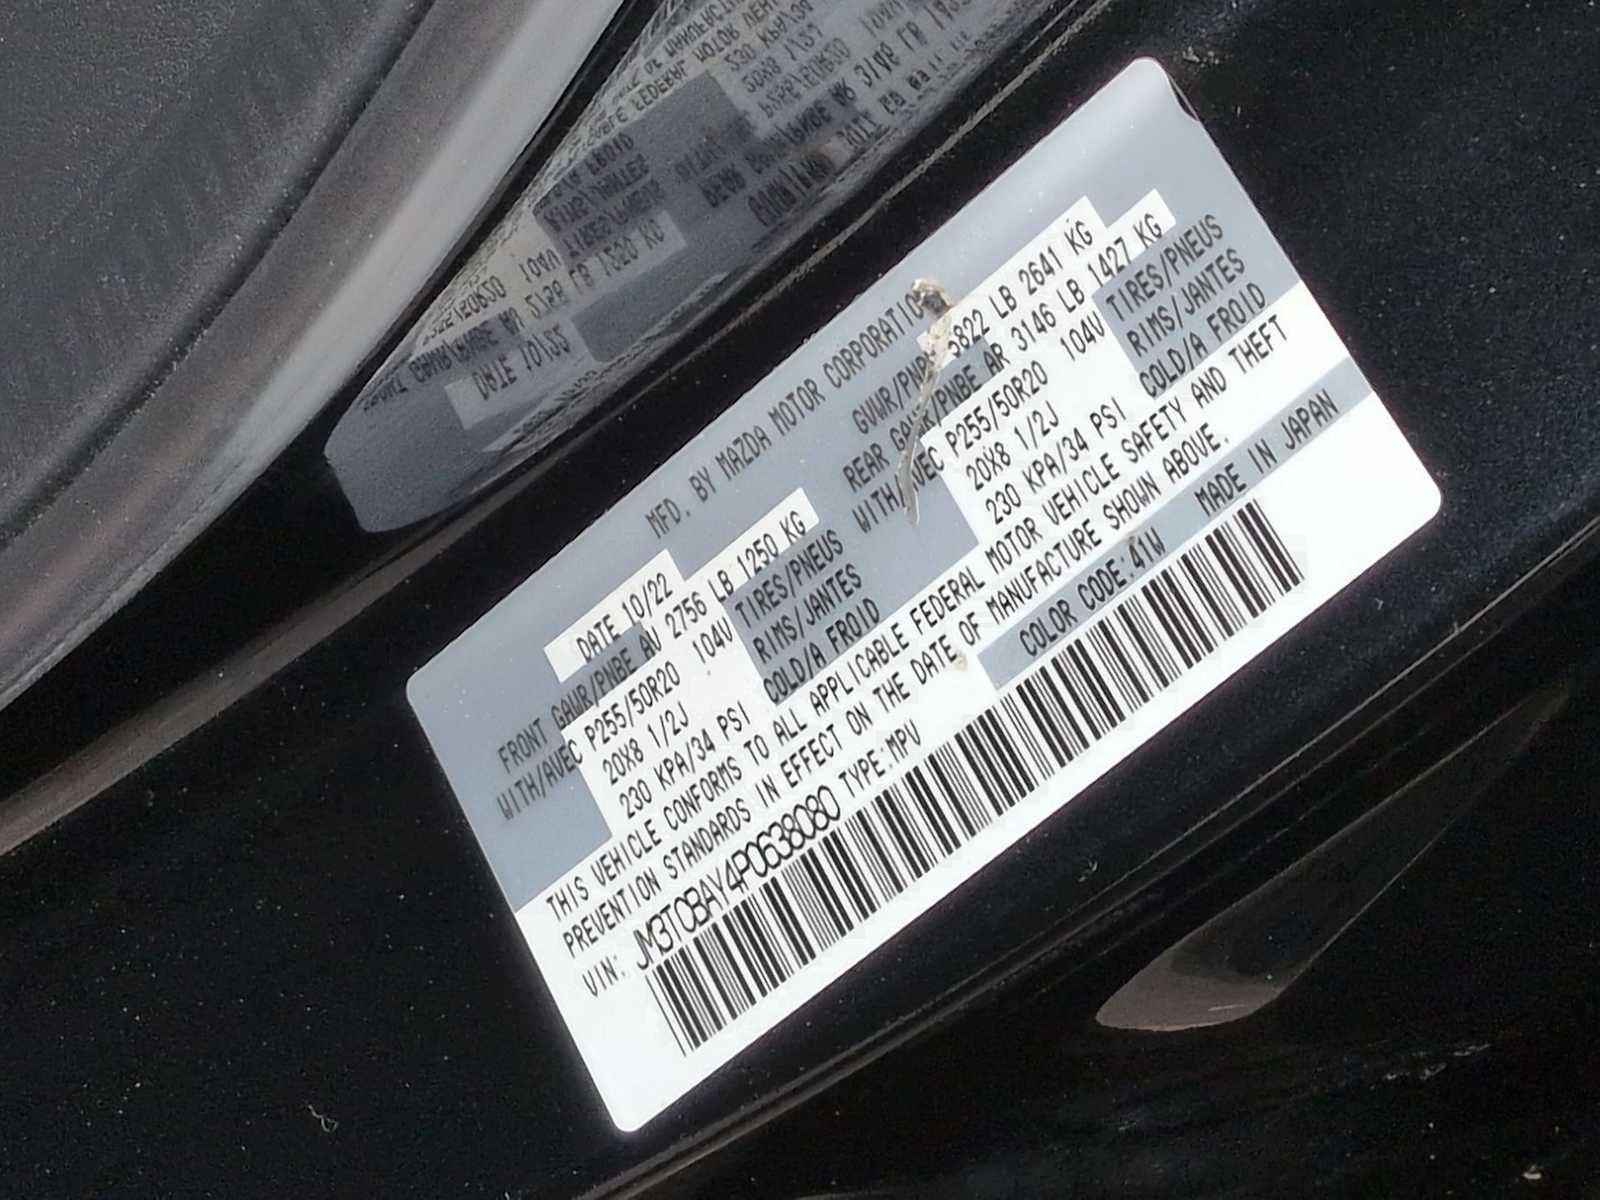 MFD. BY MAZDA MOTOR CORPORATION
DATE 10/22 GVWR/PNBV 5822 LB 2641 KG
FRONT GAWR/PNBE AV 2756 LB 1250 KG REAR GAWR/PNBE AR 3146 LB 1427 KG
WITH/AVEC P255/50R20 104V TIRES/PNEUS WITH/AVEC P255/50R20 104V TIRES/PNEUS
20X8 1/2J RIMS/JANTES 20X8 1/2J RIMS/JANTES
230 KPA/34 PSI COLD/A FROID 230 KPA/34 PSI COLD/A FROID
THIS VEHICLE CONFORMS TO ALL APPLICABLE FEDERAL MOTOR VEHICLE SAFETY AND THEFT
PREVENTION STANDARDS IN EFFECT ON THE DATE OF MANUFACTURE SHOWN ABOVE.
VIN: JM3TCBAY4P0638080 TYPE:MPV COLOR CODE:41W MADE IN JAPAN